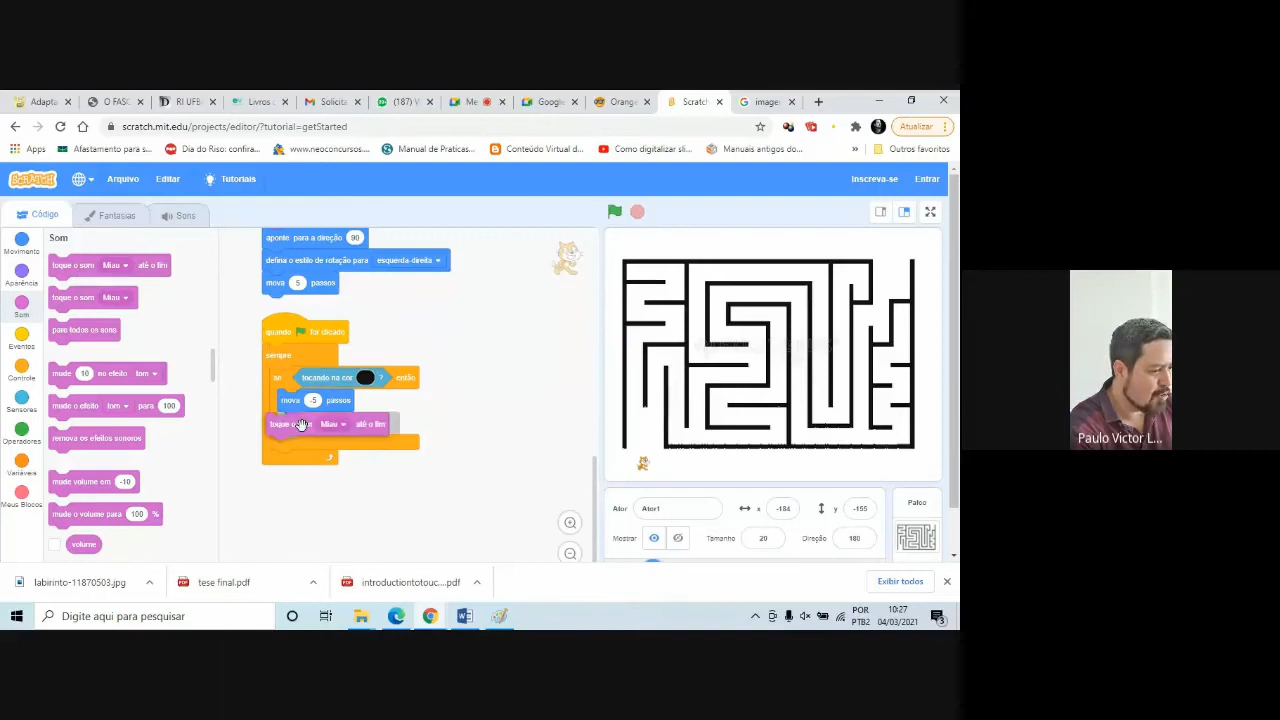 Adapta
O FASC
RI UFB
Livros c
Solicita
(187) V
Me
Google
Orange
Scratch
image
scratch.mit.edu/projects/editor/?tutorial=getStarted
Atualizar
Apps
Afastamento para s...
Dia do Riso: confira...
www.neoconcursos....
Manual de Praticas...
Conteúdo Virtual d...
Como digitalizar sli...
Manuais antigos do...
»
Outros favoritos
SCRATCH
Arquivo
Editar
Tutoriais
Inscreva-se
Entrar
Código
Fantasias
Sons
Movimento
Aparência
Som
Eventos
Controle
Sensores
Operadores
Variáveis
Meus Blocos
Som
toque o som Miau até o fim
toque o som Miau
pare todos os sons
mude 10 no efeito tom
mude o efeito tom para 100
remova os efeitos sonoros
mude volume em -10
mude o volume para 100 %
volume
aponte para a direção 90
defina o estilo de rotação para esquerda-direita
mova 5 passos
quando for clicado
sempre
se tocando na cor ? então
mova -5 passos
toque o Miau até o fim
Ator
Ator1
x
-184
y
-155
Mostrar
Tamanho
20
Direção
180
Palco
labirinto-11870503.jpg
tese final.pdf
introductiontotouc....pdf
Exibir todos
Digite aqui para pesquisar
POR
PTB2
10:27
04/03/2021
3
Paulo Victor L...